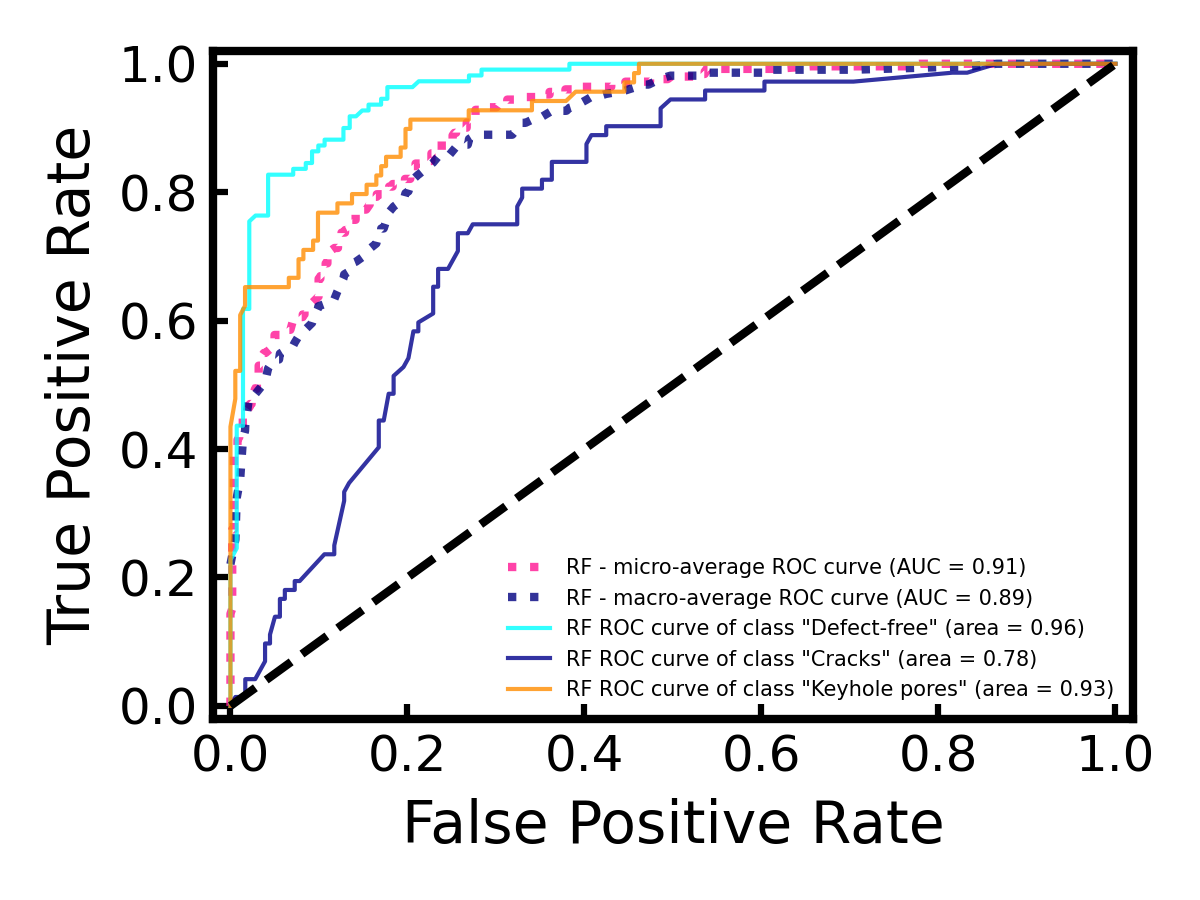 True Positive Rate
1.0
0.8
0.6
0.4
0.2
0.0
RF - micro-average ROC curve (AUC = 0.91)
RF - macro-average ROC curve (AUC = 0.89)
RF ROC curve of class "Defect-free" (area = 0.96)
RF ROC curve of class "Cracks" (area = 0.78)
RF ROC curve of class "Keyhole pores" (area = 0.93)
0.0 0.2 0.4 0.6 0.8 1.0
False Positive Rate